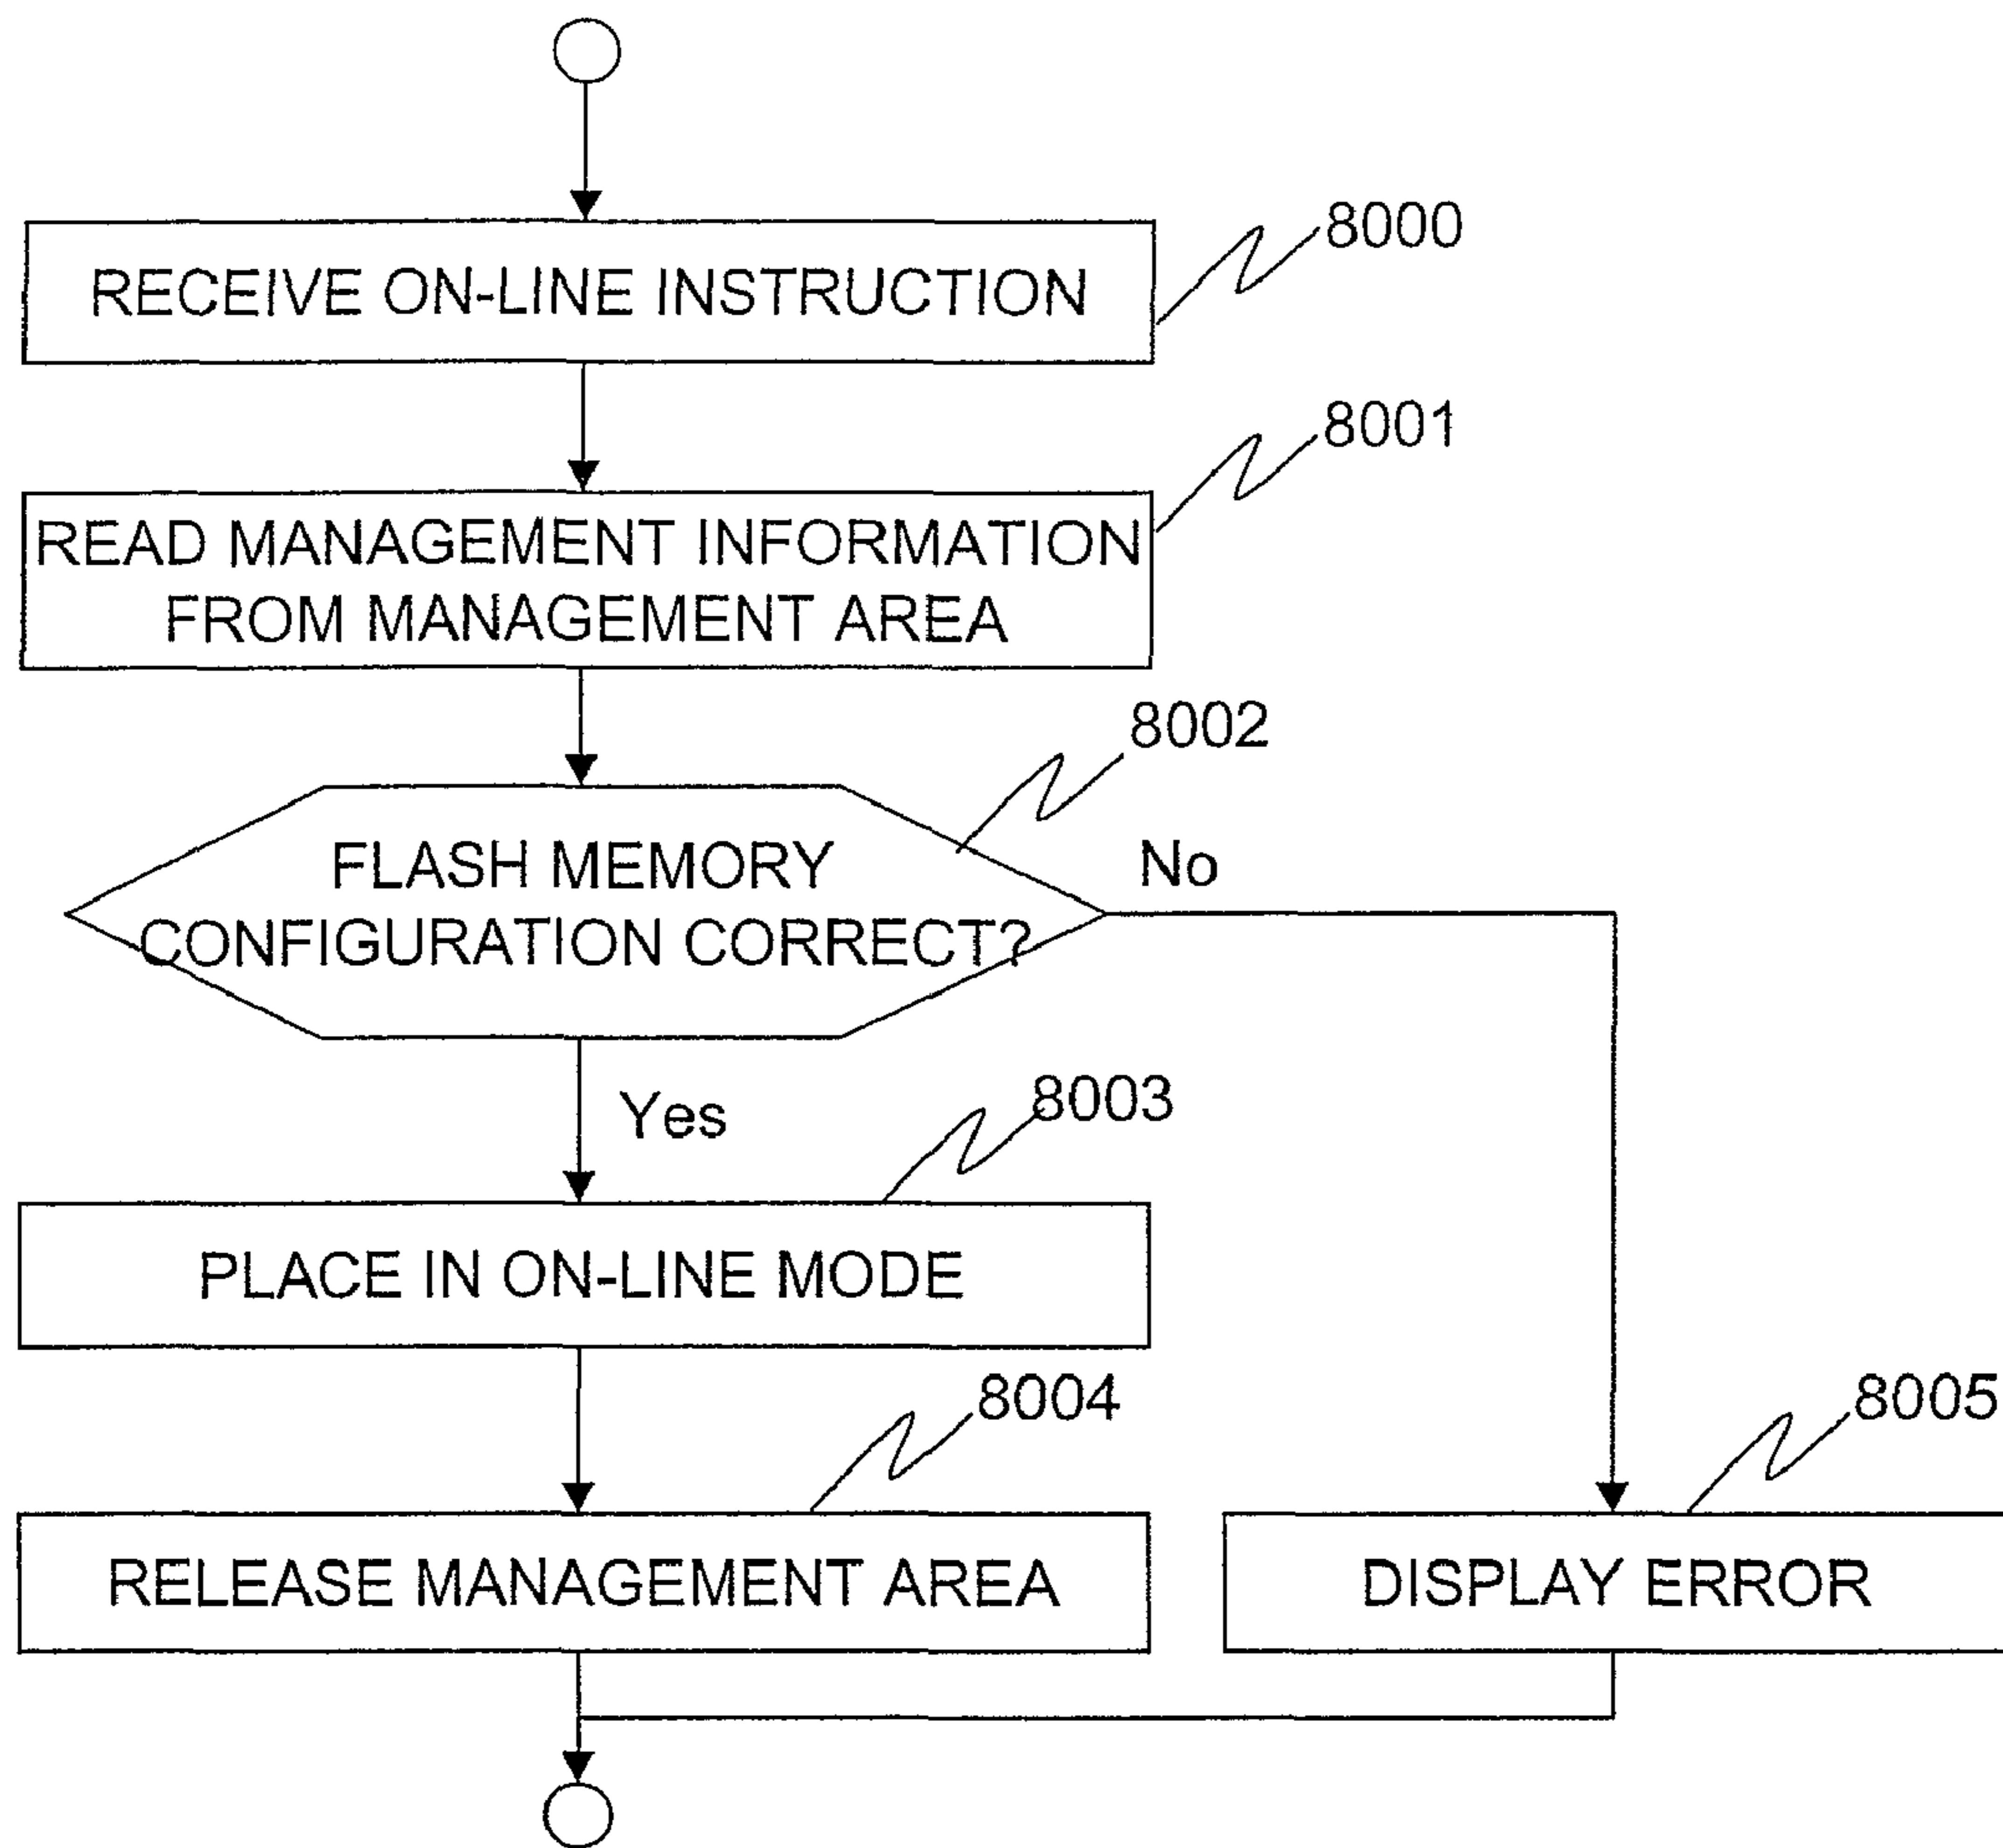 8000
RECEIVE ON-LINE INSTRUCTION
8001
READ MANAGEMENT INFORMATION
FROM MANAGEMENT AREA
8002
FLASH MEMORY
CONFIGURATION CORRECT?
No
Yes
8003
PLACE IN ON-LINE MODE
8004
RELEASE MANAGEMENT AREA
8005
DISPLAY ERROR